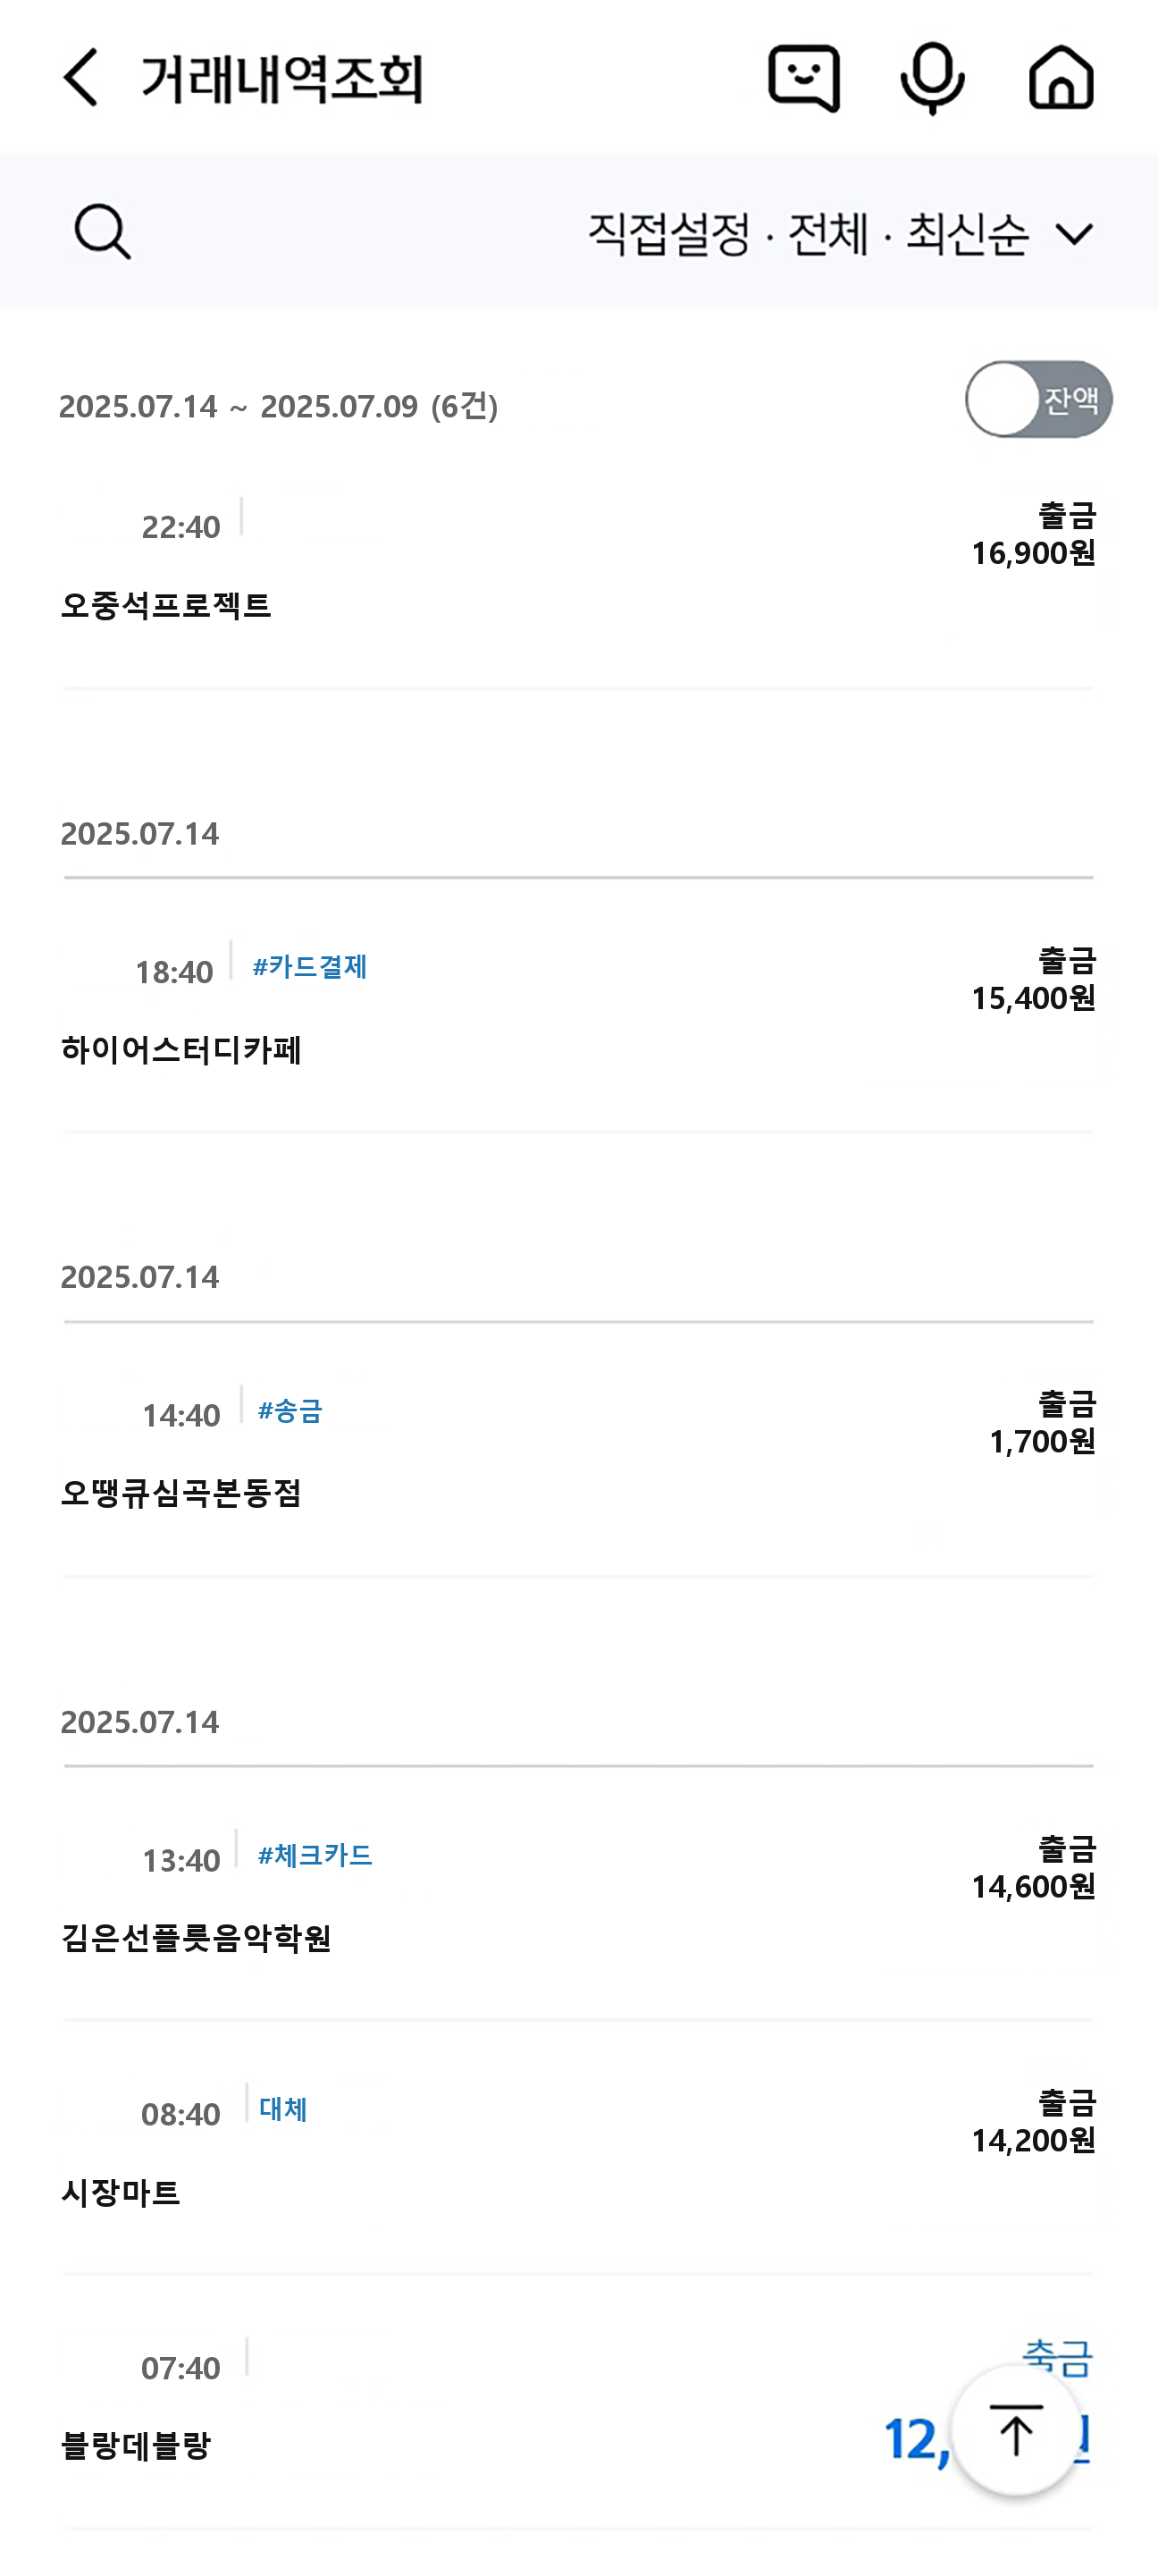 거래내역조회
직접설정 · 전체 · 최신순
2025.07.14 ~ 2025.07.09 (6건)
잔액
22:40
출금
16,900원
오중석프로젝트
2025.07.14
18:40 #카드결제
출금
15,400원
하이어스터디카페
2025.07.14
14:40 #송금
출금
1,700원
오땡큐심곡본동점
2025.07.14
13:40 #체크카드
출금
14,600원
김은선플룻음악학원
08:40 대체
출금
14,200원
시장마트
07:40
블랑데블랑
12,